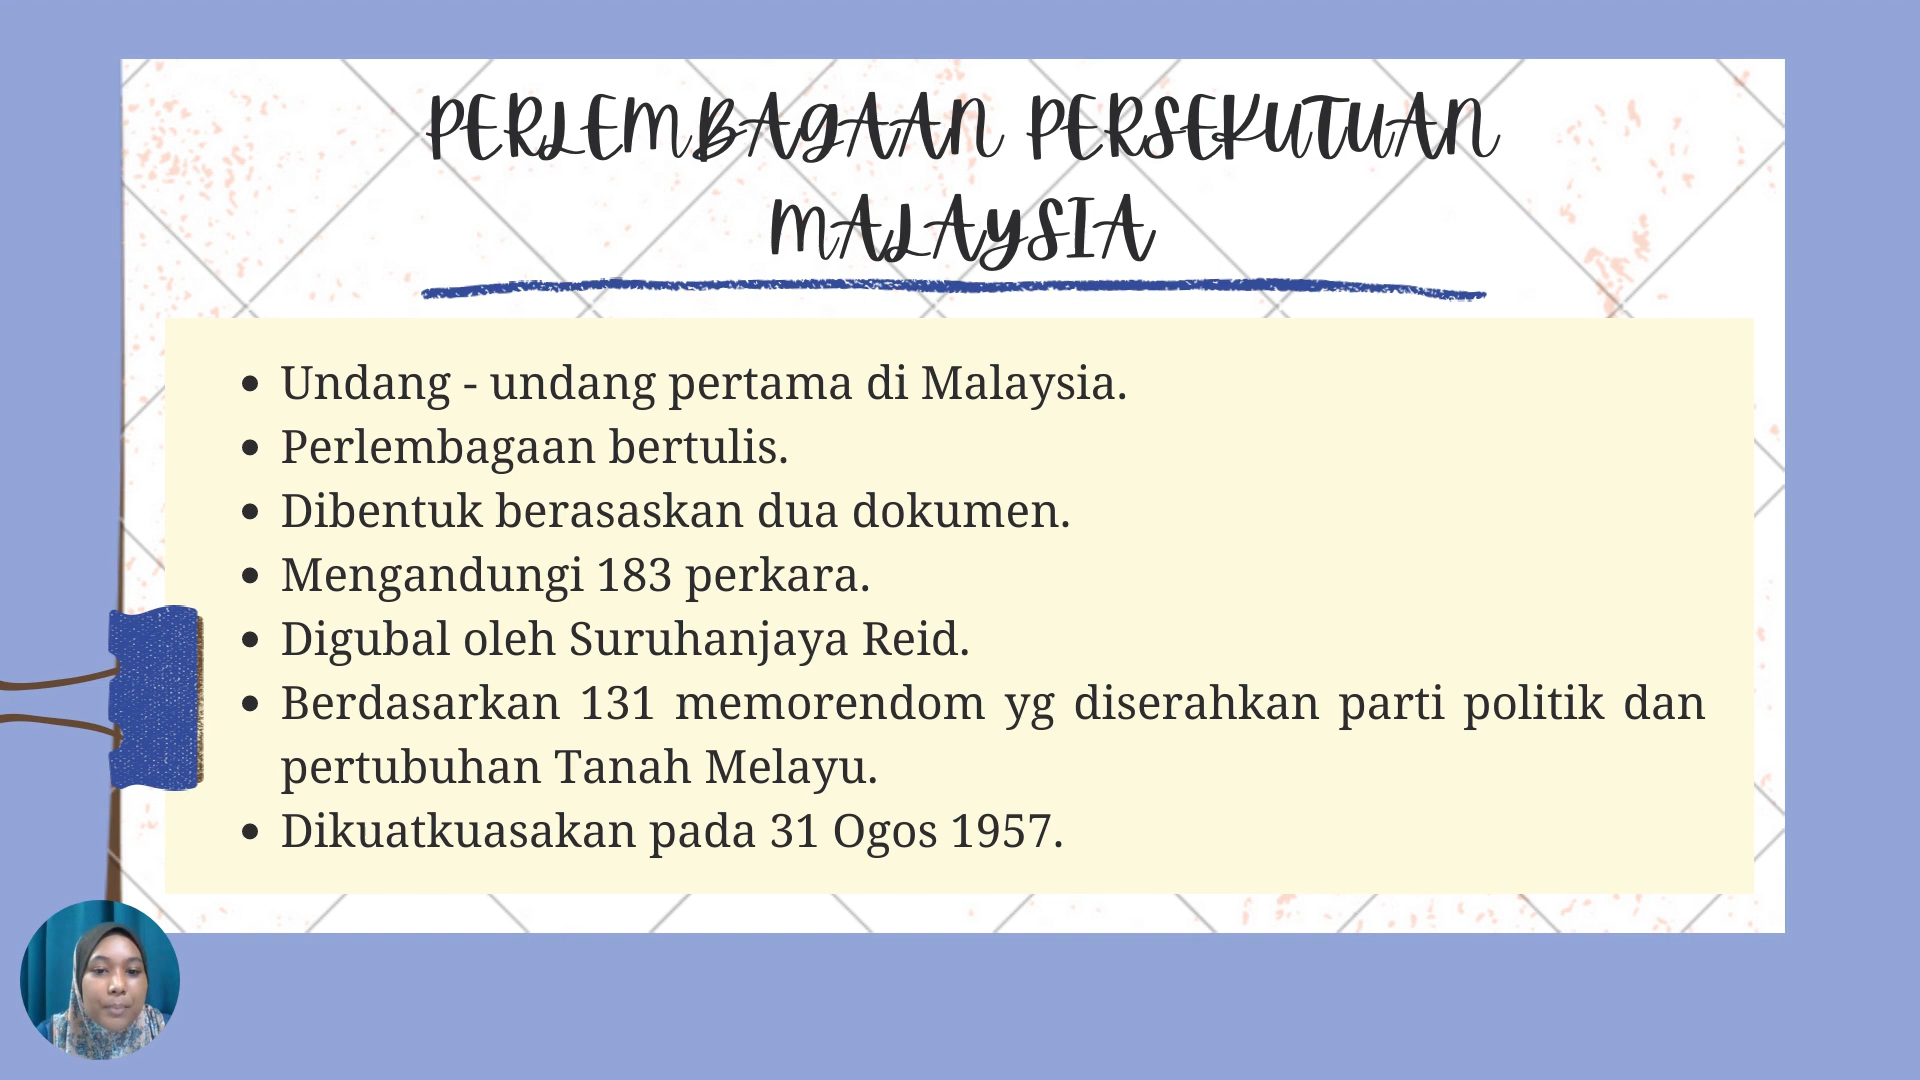 PERLEMBAGAAN PERSEKUTUAN
MALAYSIA
• Undang - undang pertama di Malaysia.
• Perlembagaan bertulis.
• Dibentuk berasaskan dua dokumen.
• Mengandungi 183 perkara.
• Digubal oleh Suruhanjaya Reid.
• Berdasarkan 131 memorendom yg diserahkan parti politik dan
pertubuhan Tanah Melayu.
• Dikuatkuasakan pada 31 Ogos 1957.